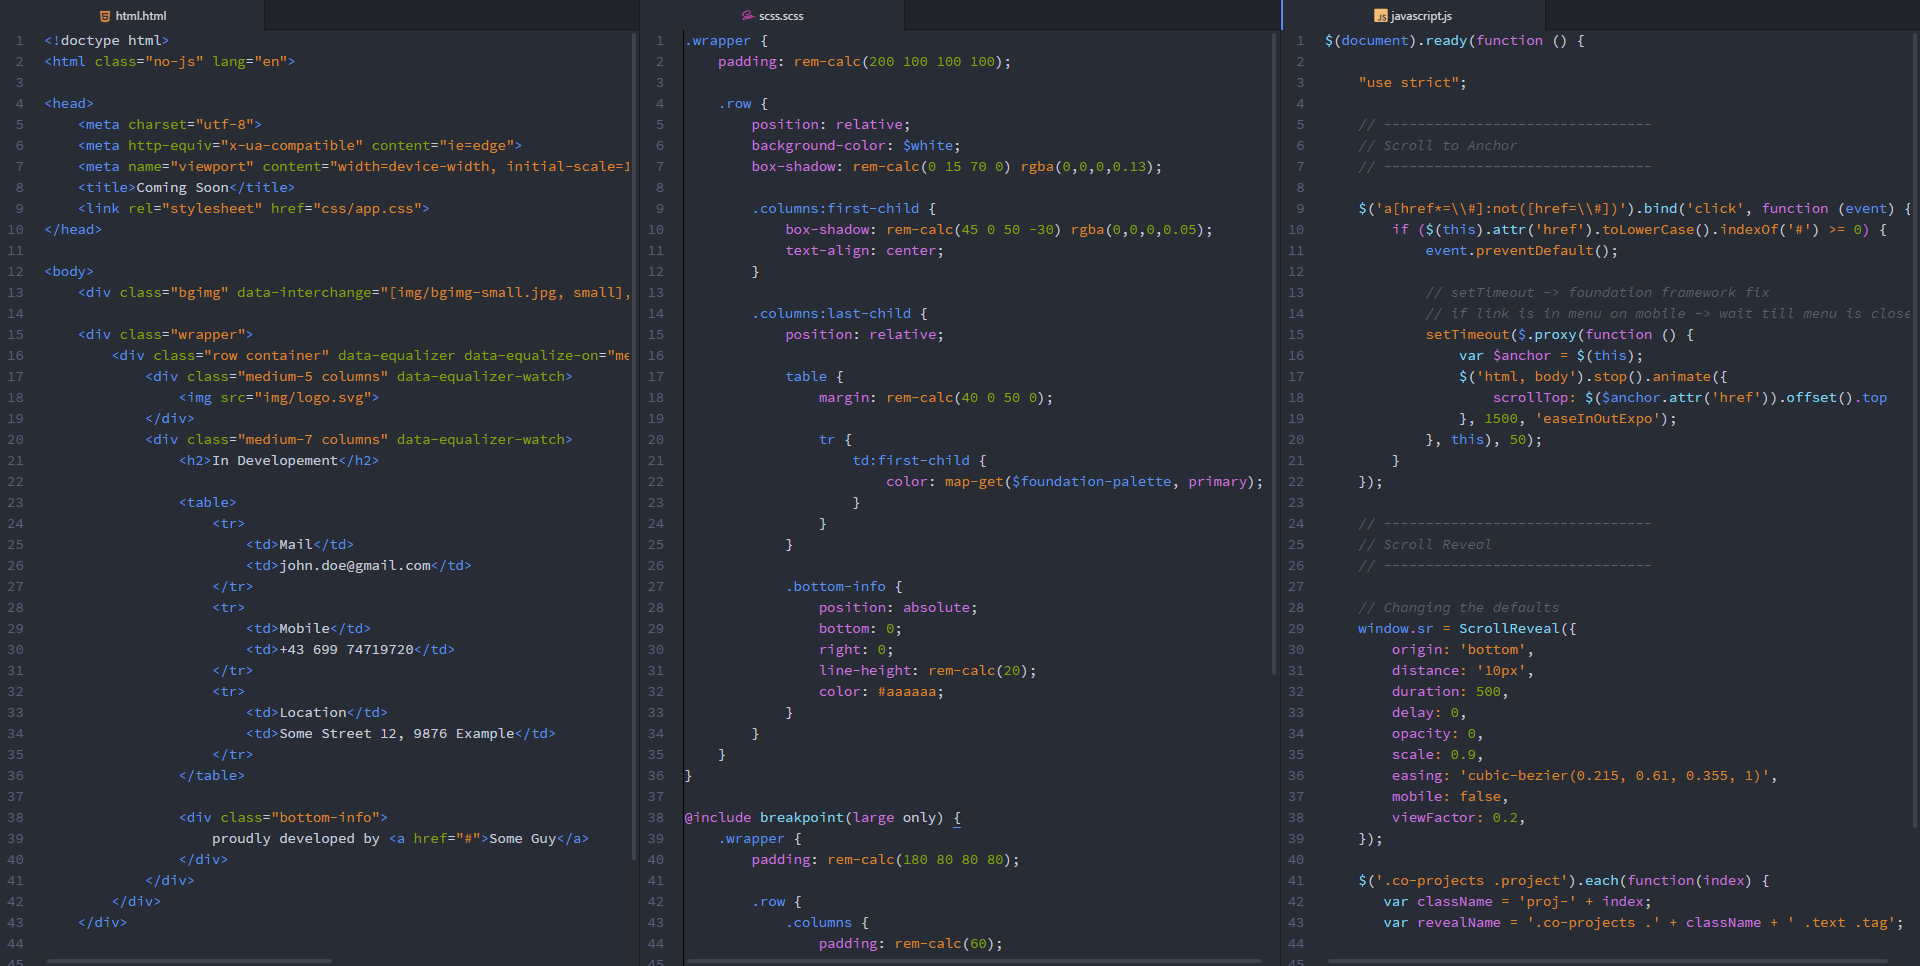 html.html
1 <!doctype html>
2 <html class="no-js" lang="en">
3
4 <head>
5 <meta charset="utf-8">
6 <meta http-equiv="x-ua-compatible" content="ie=edge">
7 <meta name="viewport" content="width=device-width, initial-scale=1
8 <title>Coming Soon</title>
9 <link rel="stylesheet" href="css/app.css">
10 </head>
11
12 <body>
13 <div class="bgimg" data-interchange="[img/bgimg-small.jpg, small],
14
15 <div class="wrapper">
16 <div class="row container" data-equalizer data-equalize-on="me
17 <div class="medium-5 columns" data-equalizer-watch>
18 <img src="img/logo.svg">
19 </div>
20 <div class="medium-7 columns" data-equalizer-watch>
21 <h2>In Developement</h2>
22
23 <table>
24 <tr>
25 <td>Mail</td>
26 <td>john.doe@gmail.com</td>
27 </tr>
28 <tr>
29 <td>Mobile</td>
30 <td>+43 699 74719720</td>
31 </tr>
32 <tr>
33 <td>Location</td>
34 <td>Some Street 12, 9876 Example</td>
35 </tr>
36 </table>
37
38 <div class="bottom-info">
39 proudly developed by <a href="#">Some Guy</a>
40 </div>
41 </div>
42 </div>
43 </div>
44
45
scss.scss
1 .wrapper {
2 padding: rem-calc(200 100 100 100);
3
4 .row {
5 position: relative;
6 background-color: $white;
7 box-shadow: rem-calc(0 15 70 0) rgba(0,0,0,0.13);
8
9 .columns:first-child {
10 box-shadow: rem-calc(45 0 50 -30) rgba(0,0,0,0.05);
11 text-align: center;
12 }
13
14 .columns:last-child {
15 position: relative;
16
17 table {
18 margin: rem-calc(40 0 50 0);
19
20 tr {
21 td:first-child {
22 color: map-get($foundation-palette, primary);
23 }
24 }
25 }
26
27 .bottom-info {
28 position: absolute;
29 bottom: 0;
30 right: 0;
31 line-height: rem-calc(20);
32 color: #aaaaaa;
33 }
34 }
35 }
36 }
37
38 @include breakpoint(large only) {
39 .wrapper {
40 padding: rem-calc(180 80 80 80);
41
42 .row {
43 .columns {
44 padding: rem-calc(60);
45
JS javascript.js
1 $(document).ready(function () {
2
3 "use strict";
4
5 // --------------------------------
6 // Scroll to Anchor
7 // --------------------------------
8
9 $('a[href*=\\#]:not([href=\\#])').bind('click', function (event) {
10 if ($(this).attr('href').toLowerCase().indexOf('#') >= 0) {
11 event.preventDefault();
12
13 // setTimeout -> foundation framework fix
14 // if link is in menu on mobile -> wait till menu is close
15 setTimeout($.proxy(function () {
16 var $anchor = $(this);
17 $('html, body').stop().animate({
18 scrollTop: $($anchor.attr('href')).offset().top
19 }, 1500, 'easeInOutExpo');
20 }, this), 50);
21 }
22 });
23
24 // --------------------------------
25 // Scroll Reveal
26 // --------------------------------
27
28 // Changing the defaults
29 window.sr = ScrollReveal({
30 origin: 'bottom',
31 distance: '10px',
32 duration: 500,
33 delay: 0,
34 opacity: 0,
35 scale: 0.9,
36 easing: 'cubic-bezier(0.215, 0.61, 0.355, 1)',
37 mobile: false,
38 viewFactor: 0.2,
39 });
40
41 $('.co-projects .project').each(function(index) {
42 var className = 'proj-' + index;
43 var revealName = '.co-projects .' + className + ' .text .tag';
44
45